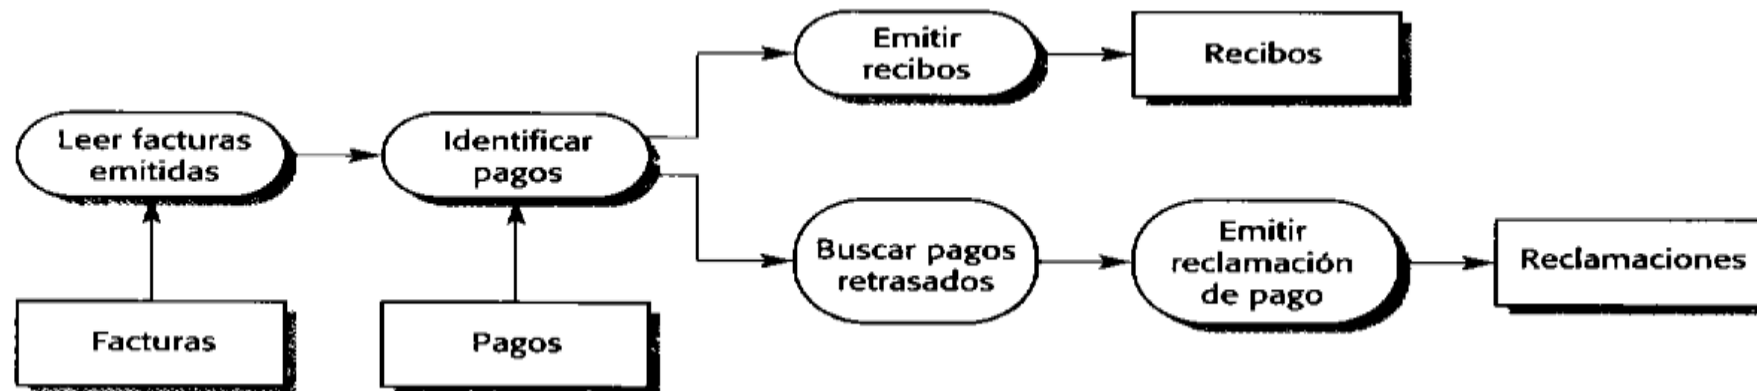 Emitir
recibos
Recibos
Leer facturas
emitidas
Identificar
pagos
Buscar pagos
retrasados
Emitir
reclamación
de pago
Reclamaciones
Facturas
Pagos